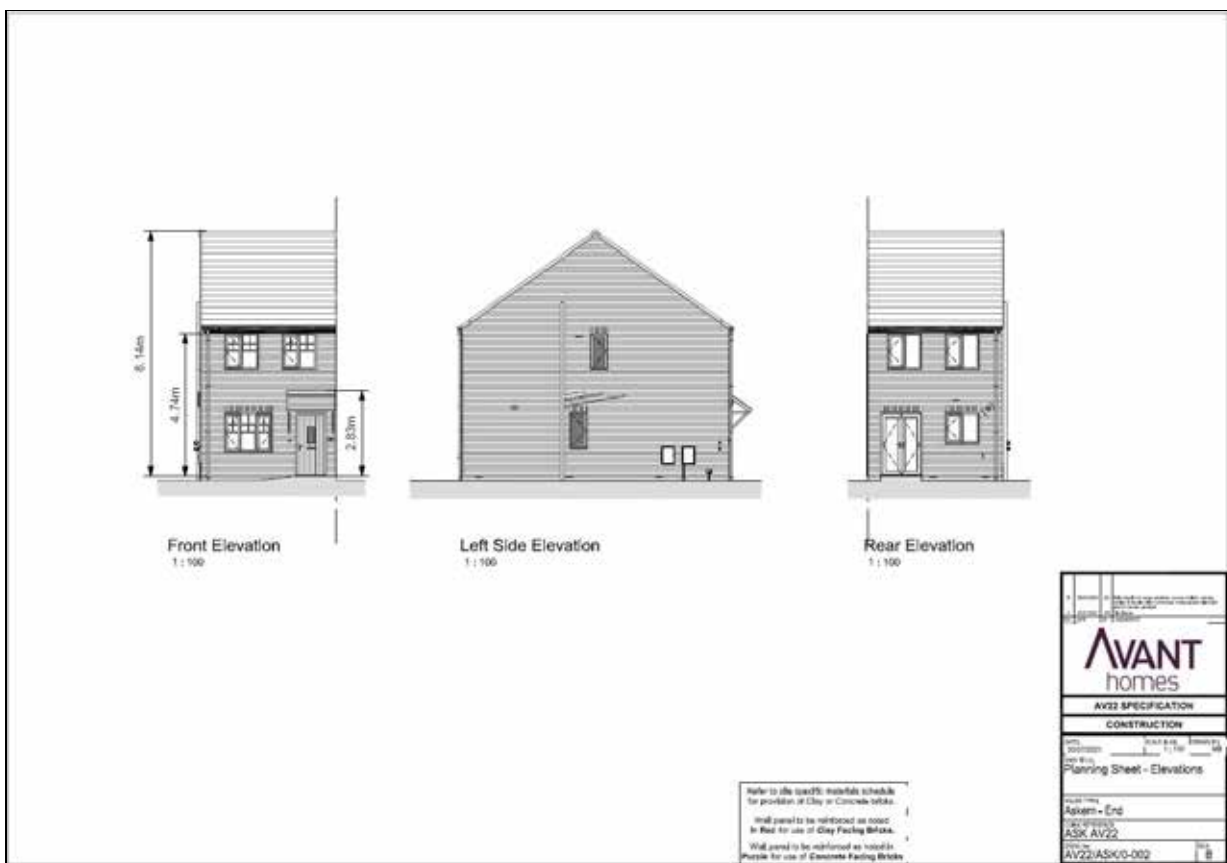 8.14m
4.74m
2.83m
Front Elevation
1 : 100
Left Side Elevation
1 : 100
Rear Elevation
1 : 100
AVANT
homes
AV22 SPECIFICATION
CONSTRUCTION
1 : 100
Planning Sheet - Elevations
Askern - End
ASK AV22
AV22/ASK/0-002 B
Refer to site specific materials schedule
for provision of Clay or Concrete bricks.
Wall panel to be reinforced as noted
in Red for use of Clay Facing Bricks.
Wall panel to be reinforced as noted in
Purple for use of Concrete Facing Bricks